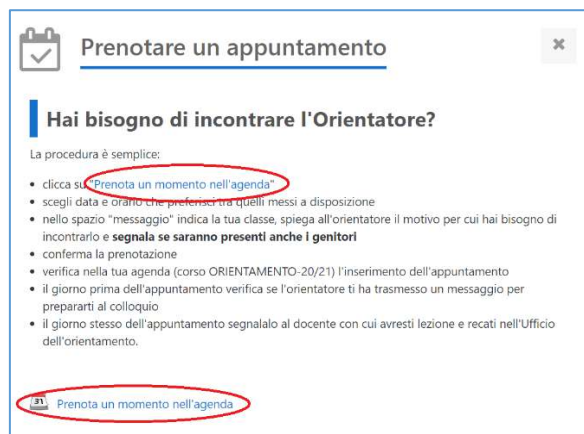 Prenotare un appuntamento
×
Hai bisogno di incontrare l'Orientatore?
La procedura è semplice:
• clicca su "Prenota un momento nell'agenda"
• scegli data e orario che preferisci tra quelli messi a disposizione
• nello spazio "messaggio" indica la tua classe, spiega all'orientatore il motivo per cui hai bisogno di
incontrarlo e segnala se saranno presenti anche i genitori
• conferma la prenotazione
• verifica nella tua agenda (corso ORIENTAMENTO-20/21) l'inserimento dell'appuntamento
• il giorno prima dell'appuntamento verifica se l'orientatore ti ha trasmesso un messaggio per
prepararti al colloquio
• il giorno stesso dell'appuntamento segnalalo al docente con cui avresti lezione e recati nell'Ufficio
dell'orientamento.
31 Prenota un momento nell'agenda